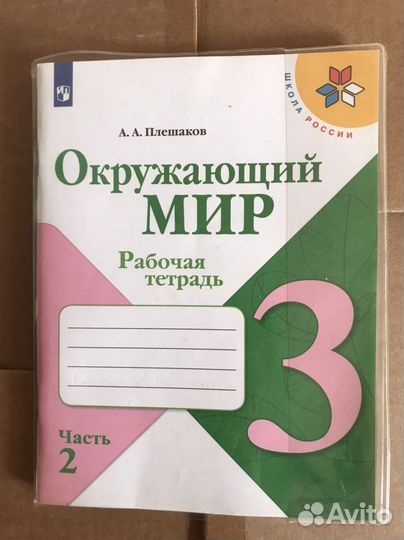 ШКОЛА РОССИИ
А. А. Плешаков
Окружающий
МИР
Рабочая
тетрадь
3
Часть
2
Avito